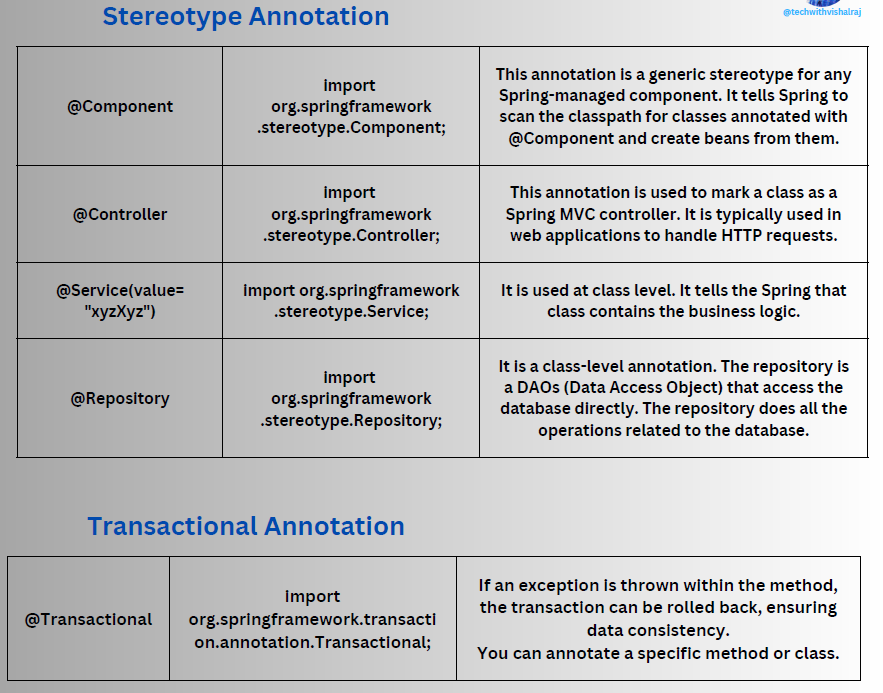 Stereotype Annotation
@techwithvishalraj
@Component
import
org.springframework
.stereotype.Component;
This annotation is a generic stereotype for any
Spring-managed component. It tells Spring to
scan the classpath for classes annotated with
@Component and create beans from them.
@Controller
import
org.springframework
.stereotype.Controller;
This annotation is used to mark a class as a
Spring MVC controller. It is typically used in
web applications to handle HTTP requests.
@Service(value=
"xyzXyz")
import org.springframework
.stereotype.Service;
It is used at class level. It tells the Spring that
class contains the business logic.
@Repository
import
org.springframework
.stereotype.Repository;
It is a class-level annotation. The repository is
a DAOs (Data Access Object) that access the
database directly. The repository does all the
operations related to the database.
Transactional Annotation
@Transactional
import
org.springframework.transacti
on.annotation.Transactional;
If an exception is thrown within the method,
the transaction can be rolled back, ensuring
data consistency.
You can annotate a specific method or class.